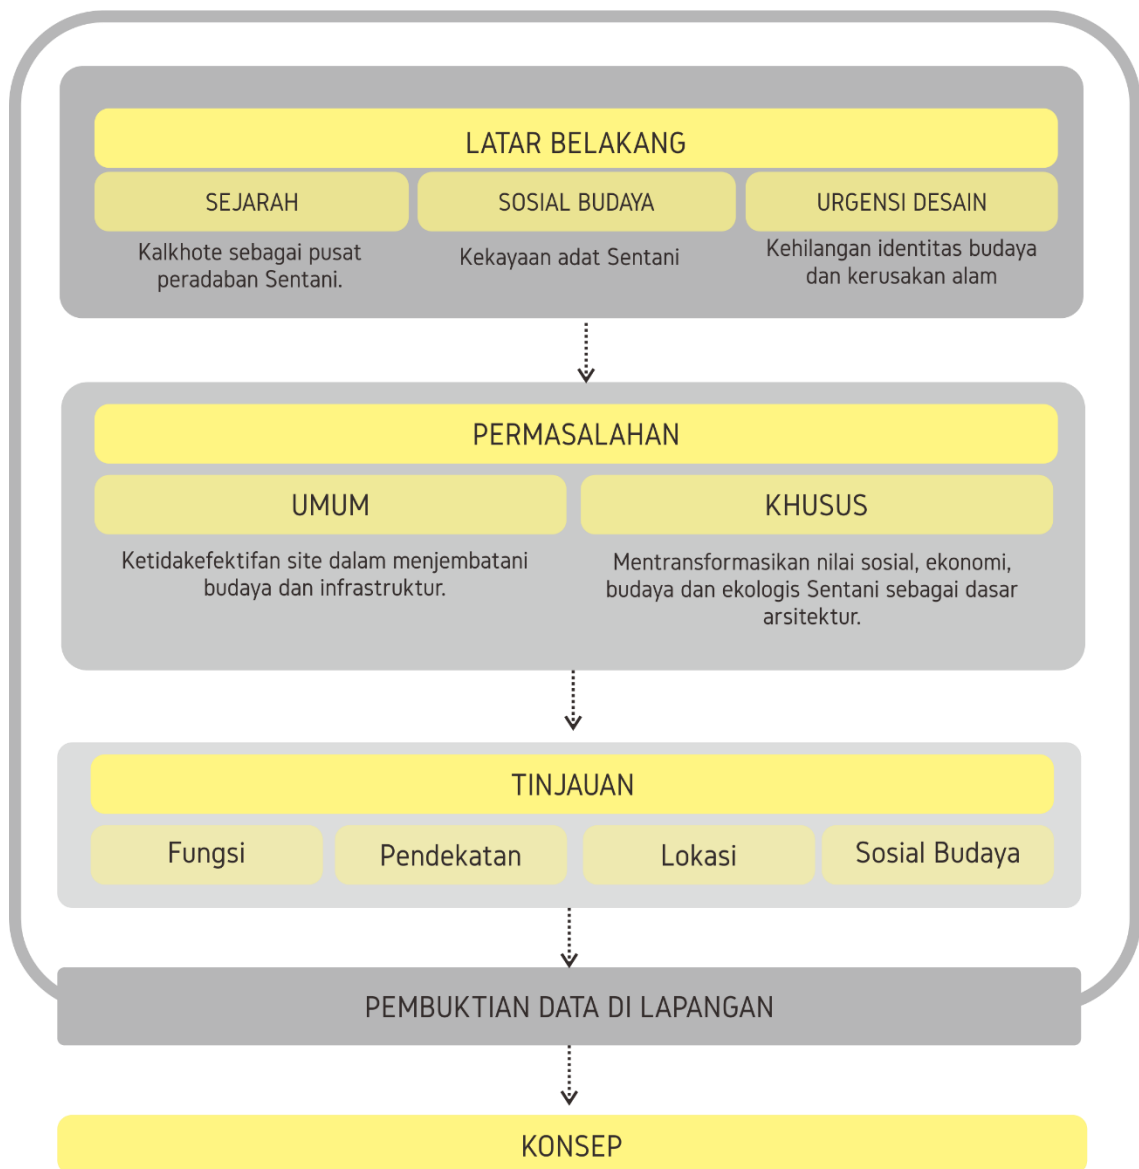 LATAR BELAKANG
SEJARAH
SOSIAL BUDAYA
URGENSI DESAIN
Kalkhote sebagai pusat
peradaban Sentani.
Kekayaan adat Sentani
Kehilangan identitas budaya
dan kerusakan alam
PERMASALAHAN
UMUM
KHUSUS
Ketidakefektifan site dalam menjembatani
budaya dan infrastruktur.
Mentransformasikan nilai sosial, ekonomi,
budaya dan ekologis Sentani sebagai dasar
arsitektur.
TINJAUAN
Fungsi
Pendekatan
Lokasi
Sosial Budaya
PEMBUKTIAN DATA DI LAPANGAN
KONSEP